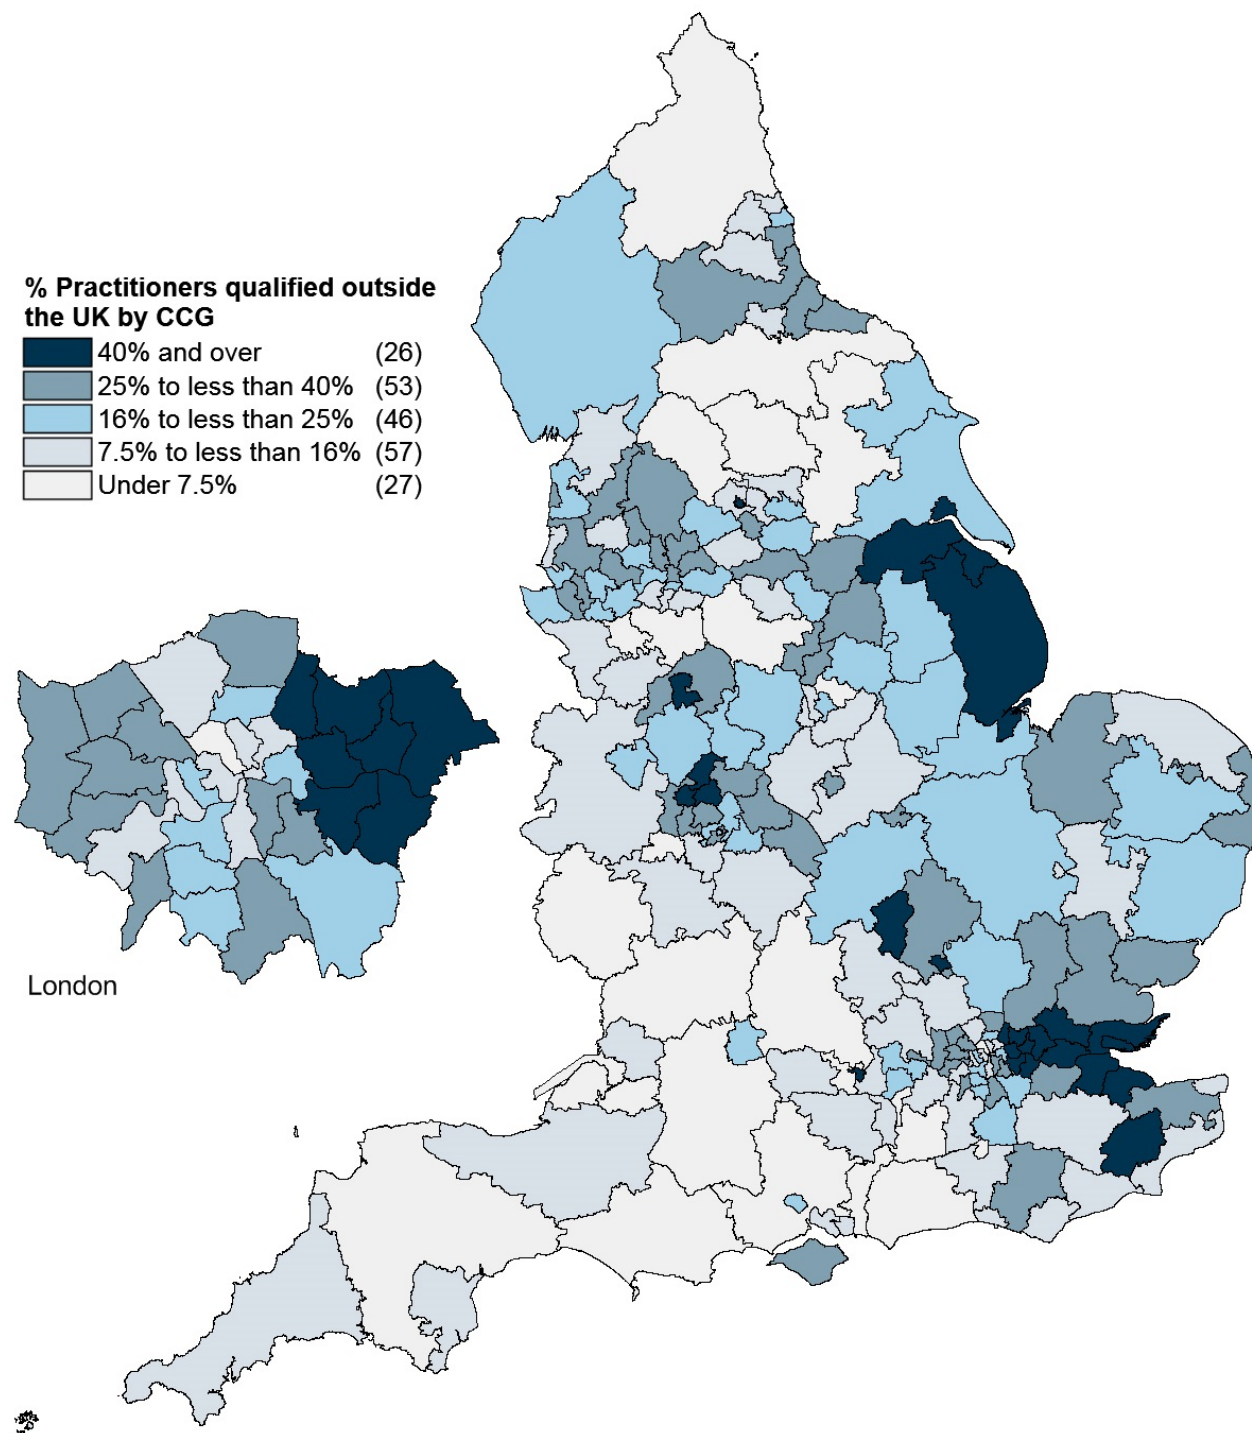 % Practitioners qualified outside
the UK by CCG
40% and over (26)
25% to less than 40% (53)
16% to less than 25% (46)
7.5% to less than 16% (57)
Under 7.5% (27)
London